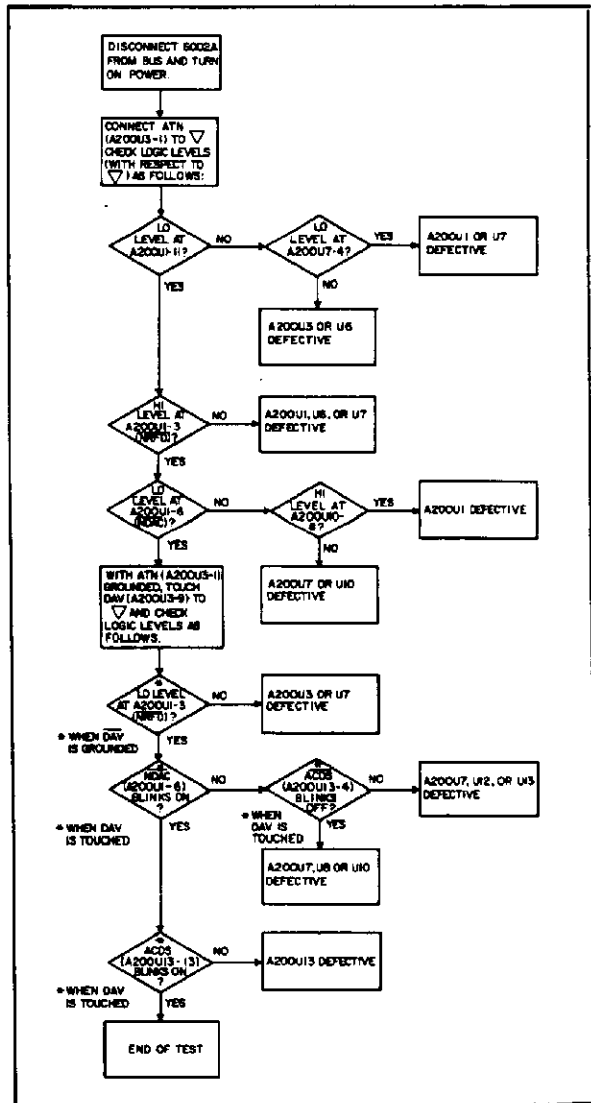 DISCONNECT 6002A
FROM BUS AND TURN
ON POWER.
CONNECT ATN
(A200U3-1) TO ▽
CHECK LOGIC LEVELS
(WITH RESPECT TO
▽) AS FOLLOWS:
LO
LEVEL AT
A200U1-11?
NO
LO
LEVEL AT
A200U7-4?
YES
A200U1 OR U7
DEFECTIVE
YES
NO
A200U3 OR U6
DEFECTIVE
HI
LEVEL AT
A200U1-3
(NRFD)?
NO
A200U1, U6, OR U7
DEFECTIVE
YES
LO
LEVEL AT
A200U1-6
(NDAC)?
NO
HI
LEVEL AT
A200U10-
8?
YES
A200U1 DEFECTIVE
YES
NO
A200U7 OR U10
DEFECTIVE
WITH ATN (A200U3-1)
GROUNDED, TOUCH
DAV (A200U3-9) TO
▽ AND CHECK
LOGIC LEVELS AS
FOLLOWS.
*
LO LEVEL
AT A200U1-3
(NRFD)?
NO
A200U3 OR U7
DEFECTIVE
* WHEN DAV
IS GROUNDED
YES
*
NDAC
(A200U1-6)
BLINKS ON
?
NO
*
ACDS
(A200U13-4)
BLINKS
OFF?
NO
A200U7, U12, OR U13
DEFECTIVE
* WHEN DAV
IS TOUCHED
YES
* WHEN
DAV IS
TOUCHED
YES
A200U7, U8 OR U10
DEFECTIVE
*
ACDS
(A200U13-13)
BLINKS ON
?
NO
A200U13 DEFECTIVE
* WHEN DAV
IS TOUCHED
YES
END OF TEST